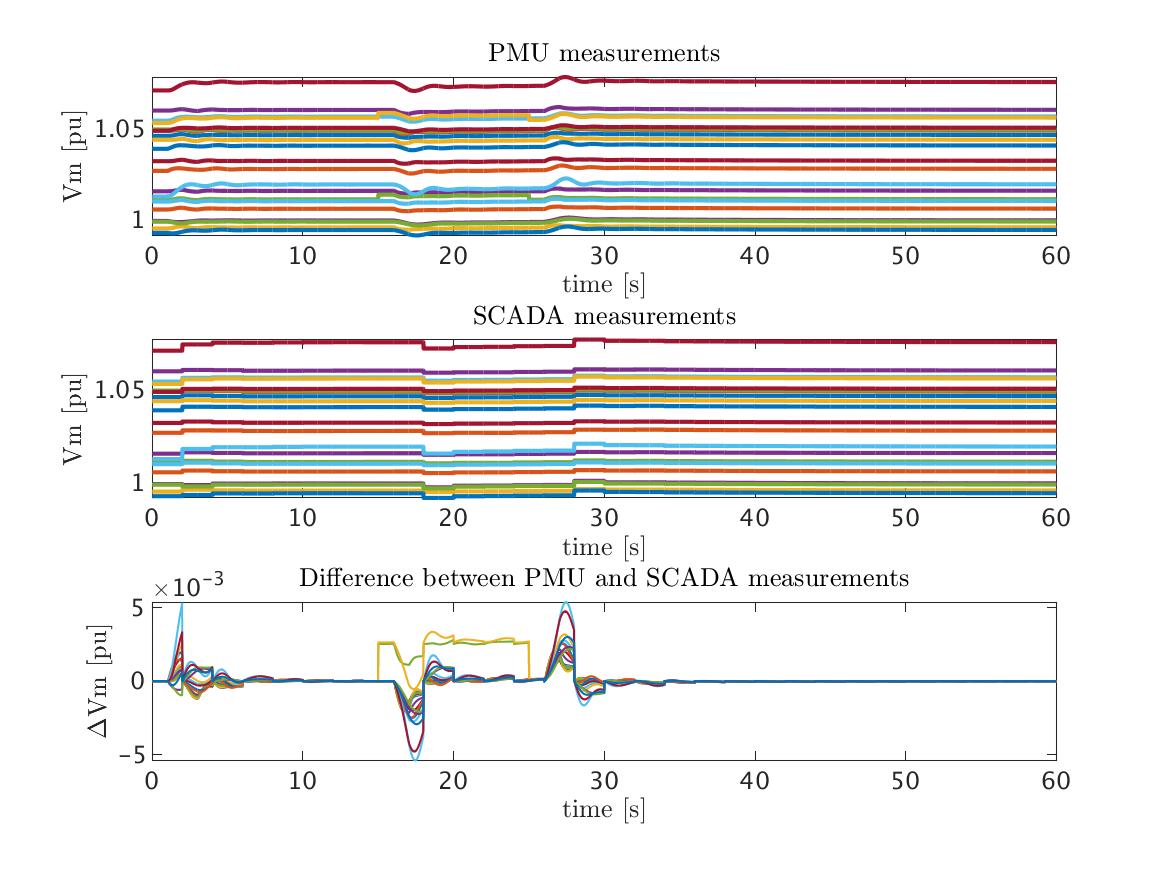 PMU measurements
Vm [pu]
1.05
1
0 10 20 30 40 50 60
time [s]
SCADA measurements
Vm [pu]
1.05
1
0 10 20 30 40 50 60
time [s]
Difference between PMU and SCADA measurements
×10⁻³
ΔVm [pu]
5
0
−5
0 10 20 30 40 50 60
time [s]